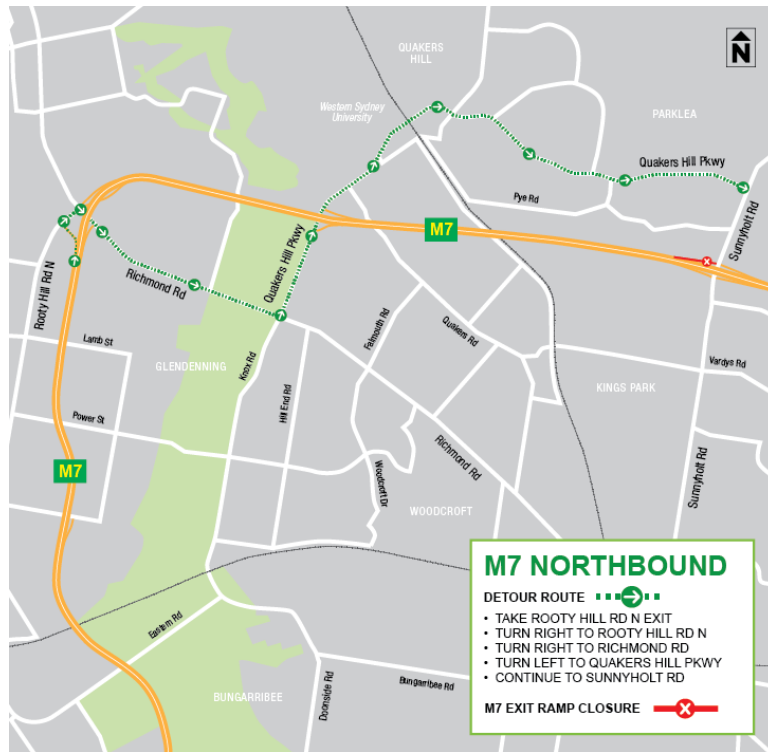 QUAKERS
HILL
N
Western Sydney
University
PARKLEA
Quakers Hill Pkwy
Pye Rd
M7
Sunnyholt Rd
Quakers Hill Pkwy
Rooty Hill Rd N
Richmond Rd
Lamb St
GLENDENNING
Knox Rd
Falmouth Rd
Quakers Rd
Vardys Rd
KINGS PARK
Hill End Rd
Power St
Richmond Rd
Sunnyholt Rd
M7
Woodcroft Dr
WOODCROFT
Eastern Rd
BUNGARRIBEE
Doonside Rd
Bungarribee Rd
M7 NORTHBOUND
DETOUR ROUTE
• TAKE ROOTY HILL RD N EXIT
• TURN RIGHT TO ROOTY HILL RD N
• TURN RIGHT TO RICHMOND RD
• TURN LEFT TO QUAKERS HILL PKWY
• CONTINUE TO SUNNYHOLT RD
M7 EXIT RAMP CLOSURE